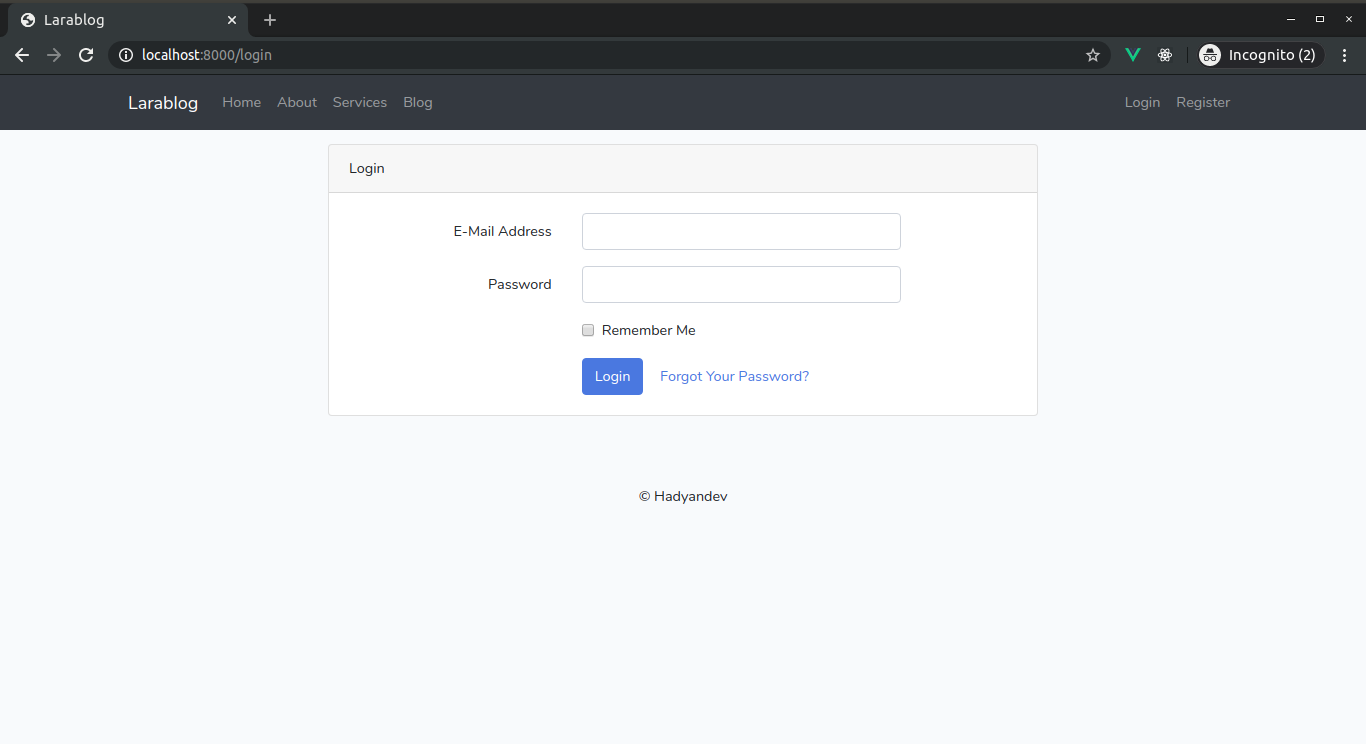 Larablog
localhost:8000/login
Incognito (2)
Larablog Home About Services Blog Login Register
Login
E-Mail Address
Password
Remember Me
Login Forgot Your Password?
© Hadyandev